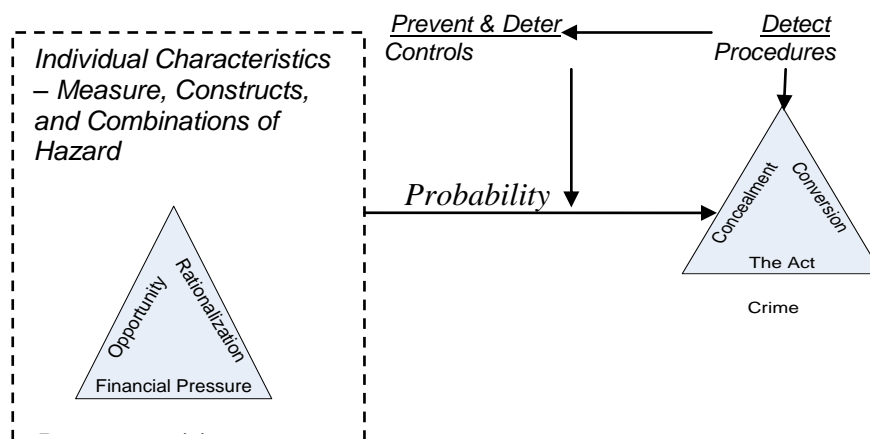 Individual Characteristics
– Measure, Constructs,
and Combinations of
Hazard
Opportunity
Rationalization
Financial Pressure
Prevent & Deter
Controls
Detect
Procedures
Probability
Concealment
Conversion
The Act
Crime